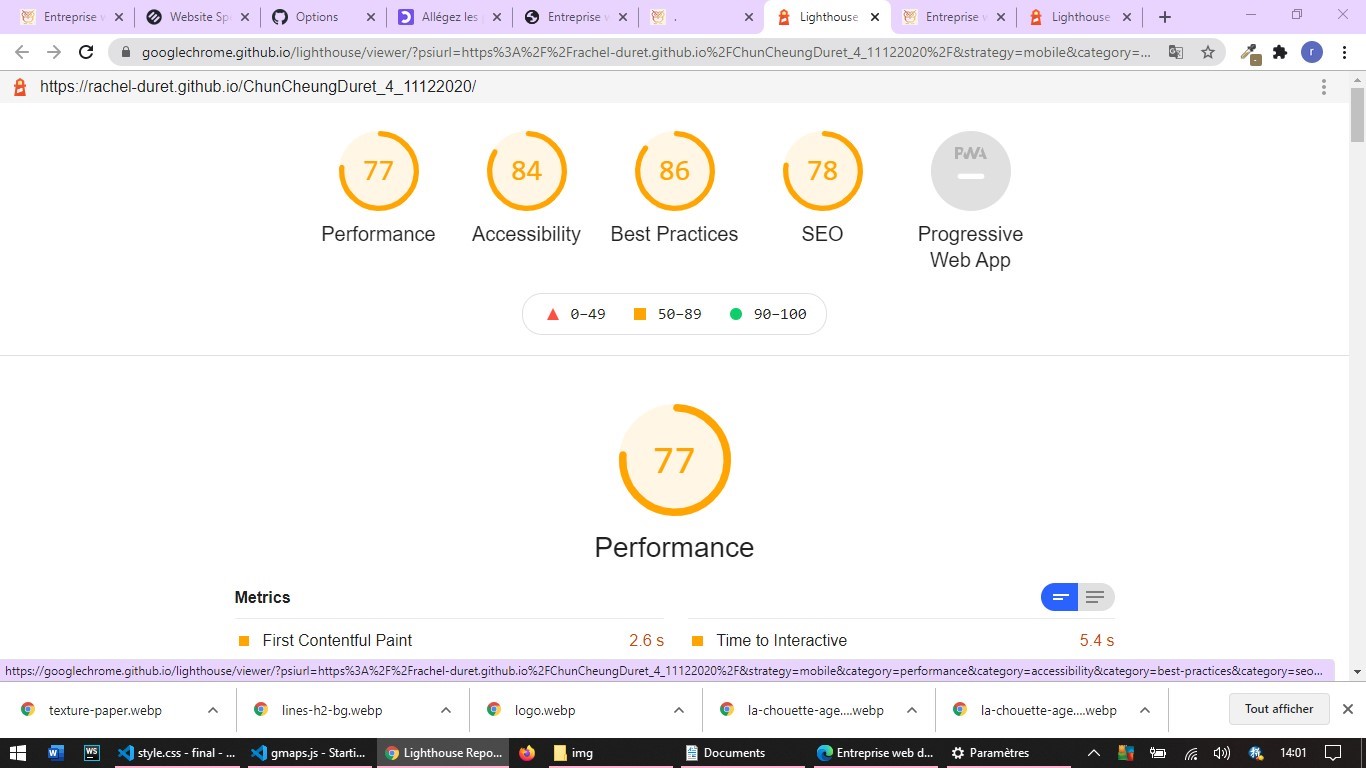 Entreprise w
Website Spe
Options
Allégez les p
Entreprise w
.
Lighthouse
Entreprise w
Lighthouse
googlechrome.github.io/lighthouse/viewer/?psiurl=https%3A%2F%2Frachel-duret.github.io%2FChunCheungDuret_4_11122020%2F&strategy=mobile&category=...
r
https://rachel-duret.github.io/ChunCheungDuret_4_11122020/
77
84
86
78
PWA
Performance
Accessibility
Best Practices
SEO
Progressive
Web App
0–49
50–89
90–100
77
Performance
Metrics
First Contentful Paint
2.6 s
Time to Interactive
5.4 s
https://googlechrome.github.io/lighthouse/viewer/?psiurl=https%3A%2F%2Frachel-duret.github.io%2FChunCheungDuret_4_11122020%2F&strategy=mobile&category=performance&category=accessibility&category=best-practices&category=seo...
texture-paper.webp
lines-h2-bg.webp
logo.webp
la-chouette-age....webp
la-chouette-age....webp
Tout afficher
style.css - final - ...
gmaps.js - Starti...
Lighthouse Repo...
img
Documents
Entreprise web d...
Paramètres
14:01